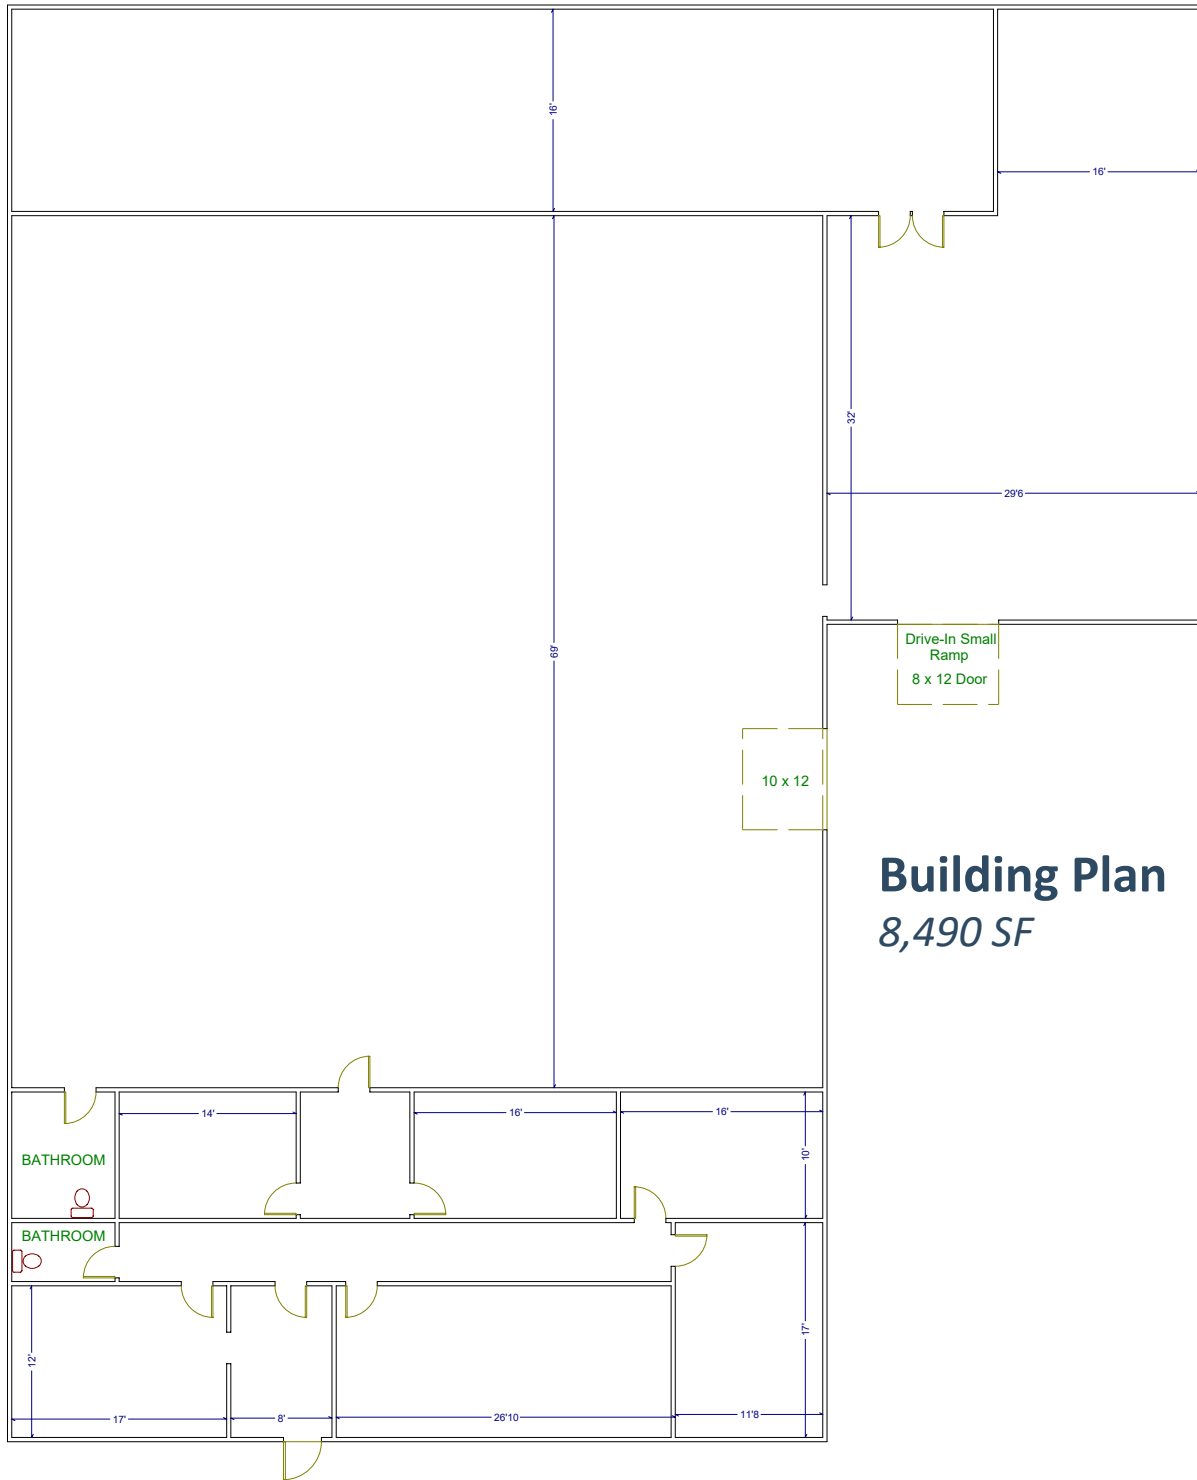 16'
16'
32'
29'6
Drive-In Small
Ramp
8 x 12 Door
69'
10 x 12
Building Plan
8,490 SF
14'
16'
16'
10'
BATHROOM
BATHROOM
12'
17'
17'
8'
26'10
11'8